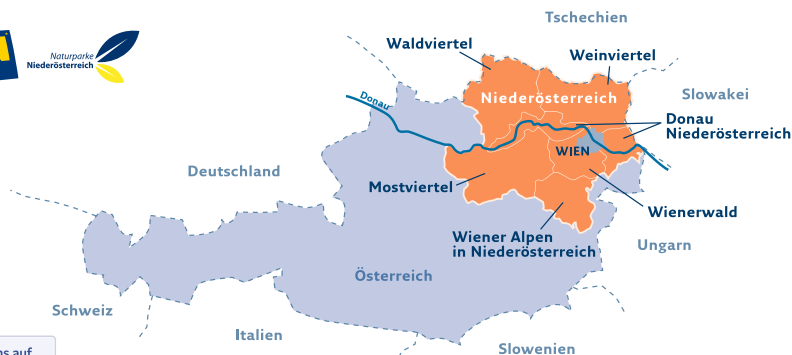 Tschechien
Naturparke
Niederösterreich
Waldviertel
Weinviertel
Donau
Niederösterreich
Slowakei
Donau
Niederösterreich
WIEN
Deutschland
Mostviertel
Wienerwald
Wiener Alpen
in Niederösterreich
Ungarn
Österreich
Schweiz
Italien
Slowenien
auf